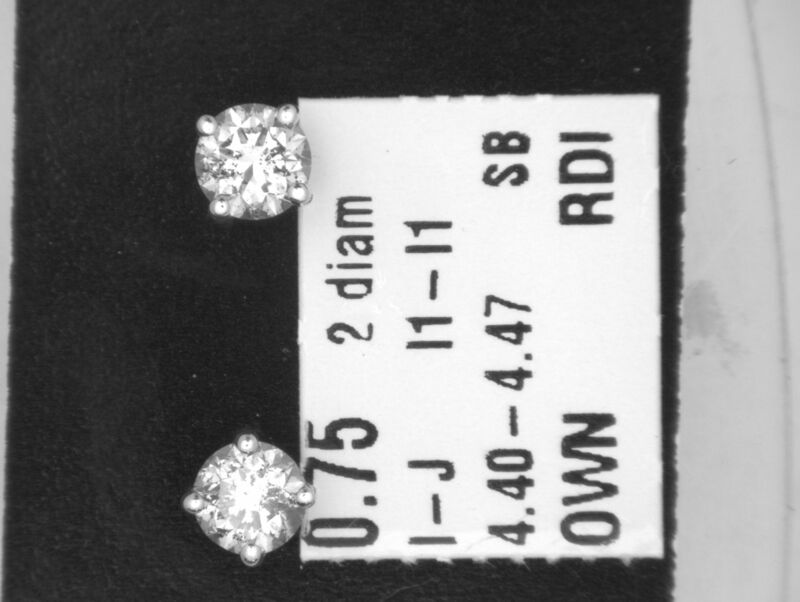 0.75 2 diam
I-J I1-I1
4.40-4.47 SB
OWN RDI